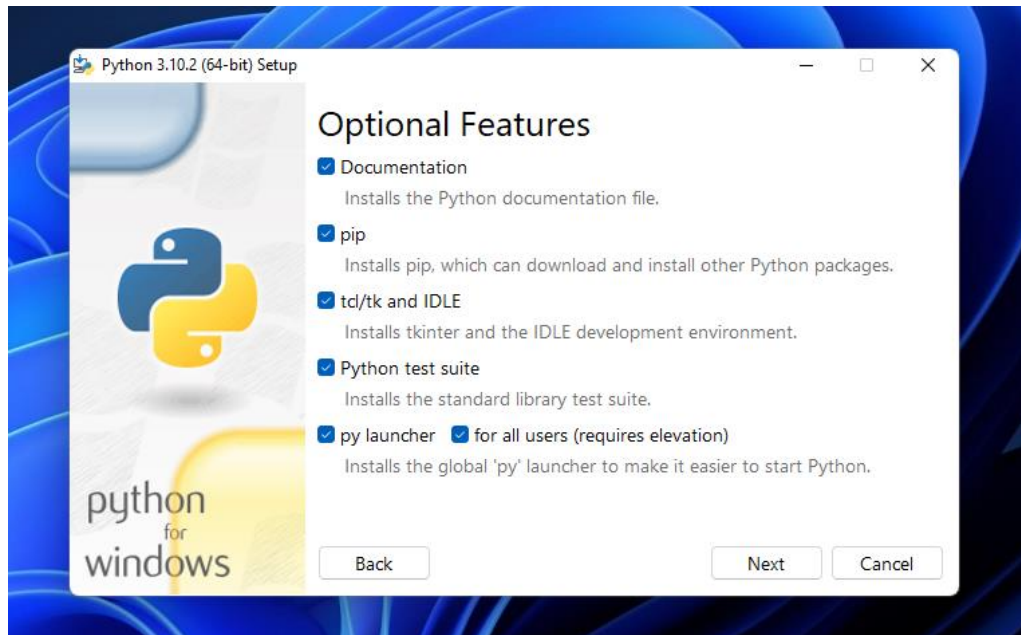 Python 3.10.2 (64-bit) Setup
Optional Features
Documentation
Installs the Python documentation file.
pip
Installs pip, which can download and install other Python packages.
tcl/tk and IDLE
Installs tkinter and the IDLE development environment.
Python test suite
Installs the standard library test suite.
py launcher for all users (requires elevation)
Installs the global 'py' launcher to make it easier to start Python.
python
for
windows
Back Next Cancel